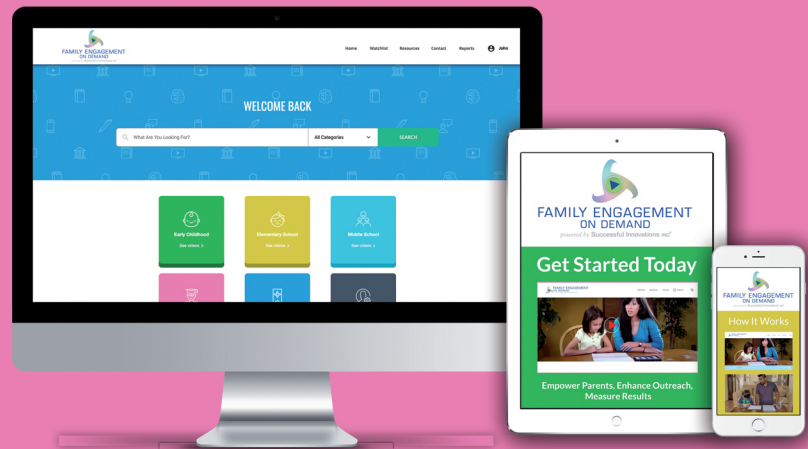 FAMILY ENGAGEMENT
ON DEMAND
Home Watchlist Resources Contact Reports John
WELCOME BACK
What Are You Looking For? All Categories SEARCH
Early Childhood
See videos >
Elementary School
See videos >
Middle School
See videos >
FAMILY ENGAGEMENT
ON DEMAND
powered by Successful Innovations INC.
Get Started Today
FAMILY ENGAGEMENT
Empower Parents, Enhance Outreach,
Measure Results
FAMILY ENGAGEMENT
ON DEMAND
How It Works